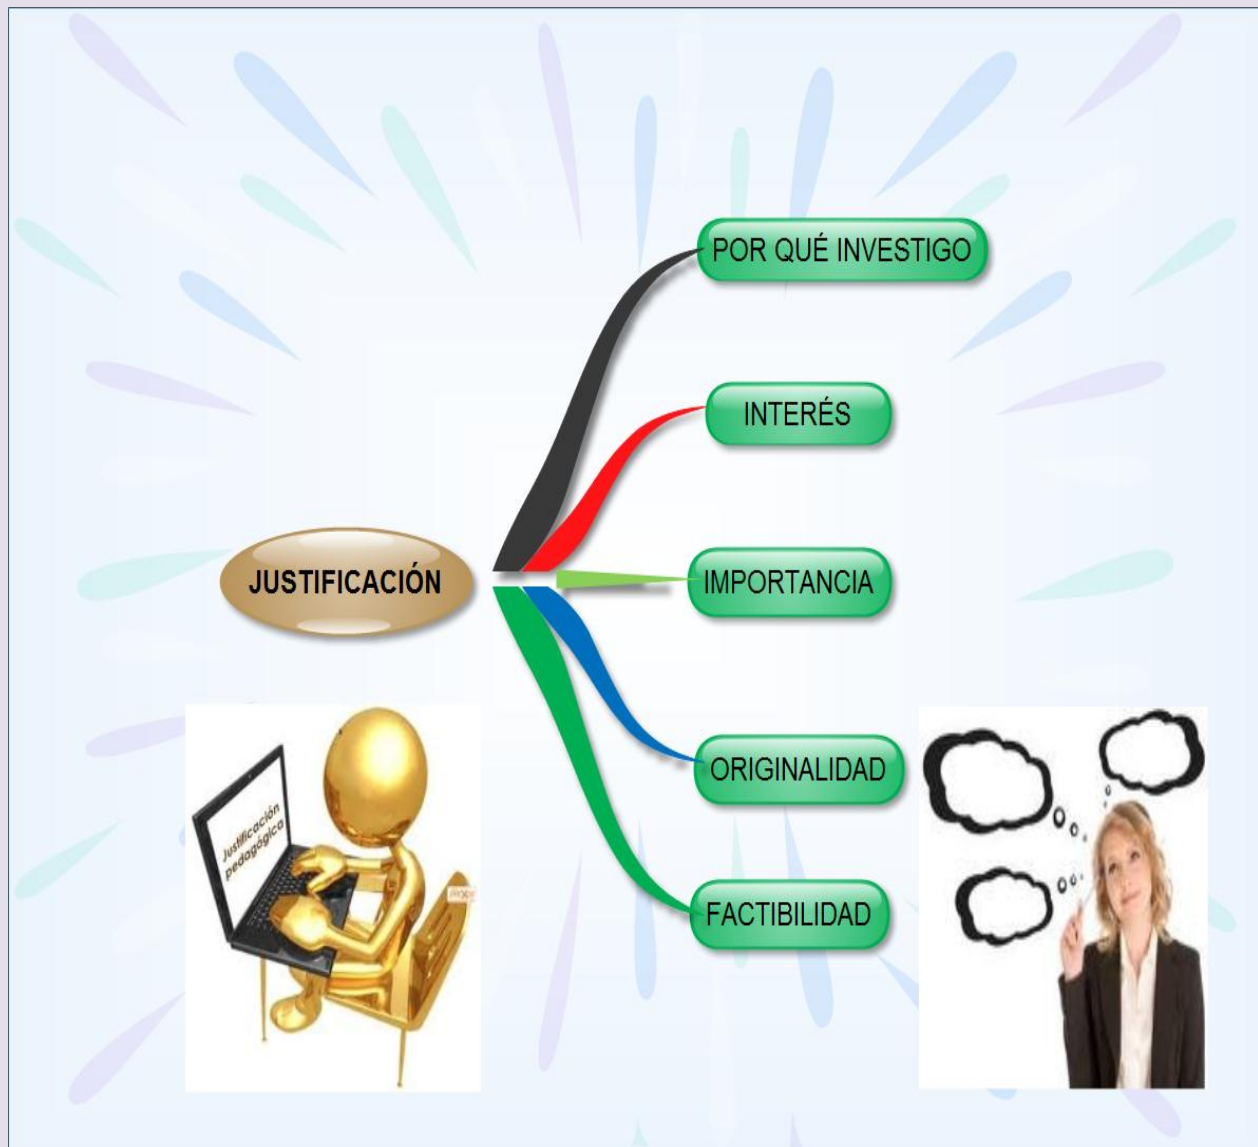 POR QUÉ INVESTIGO
INTERÉS
JUSTIFICACIÓN
IMPORTANCIA
ORIGINALIDAD
FACTIBILIDAD
Justificación
pedagógica